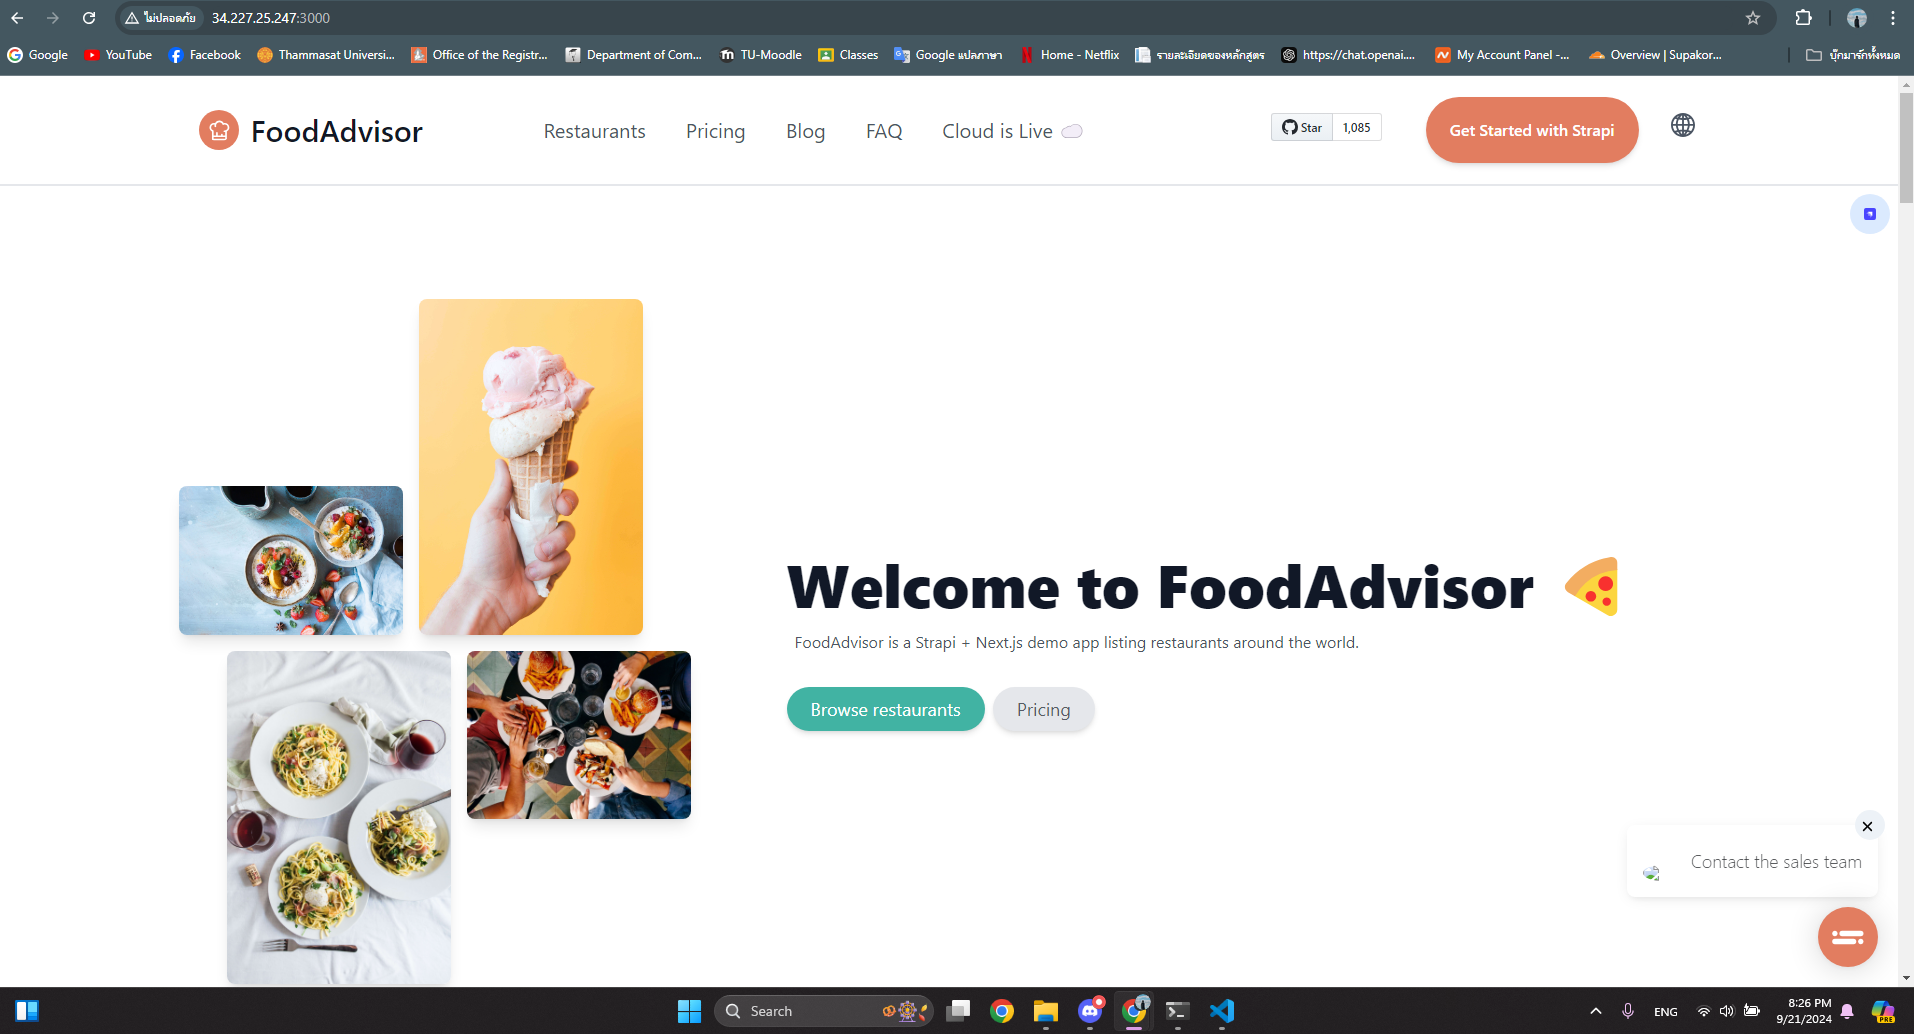 ไม่ปลอดภัย 34.227.25.247:3000
Google YouTube Facebook Thammasat Universi... Office of the Registr... Department of Com... TU-Moodle Classes Google แปลภาษา Home - Netflix รายละเอียดของหลักสูตร https://chat.openai.... My Account Panel -... Overview | Supakor... บุ๊กมาร์กทั้งหมด
FoodAdvisor Restaurants Pricing Blog FAQ Cloud is Live Star 1,085 Get Started with Strapi
Welcome to FoodAdvisor
FoodAdvisor is a Strapi + Next.js demo app listing restaurants around the world.
Browse restaurants Pricing
Contact the sales team
Search ENG 8:26 PM
9/21/2024 PRE